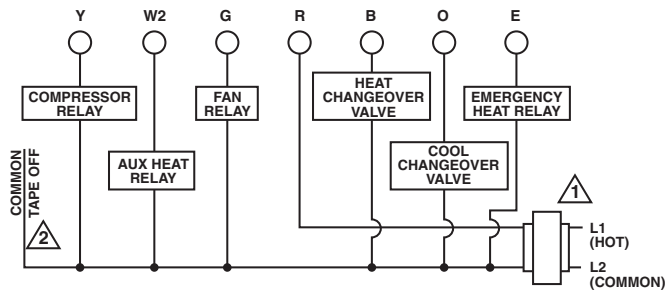 Y W2 G R B O E
COMPRESSOR
RELAY
FAN
RELAY
HEAT
CHANGEOVER
VALVE
EMERGENCY
HEAT RELAY
AUX HEAT
RELAY
COOL
CHANGEOVER
VALVE
COMMON
TAPE OFF
2
1
L1
(HOT)
L2
(COMMON)